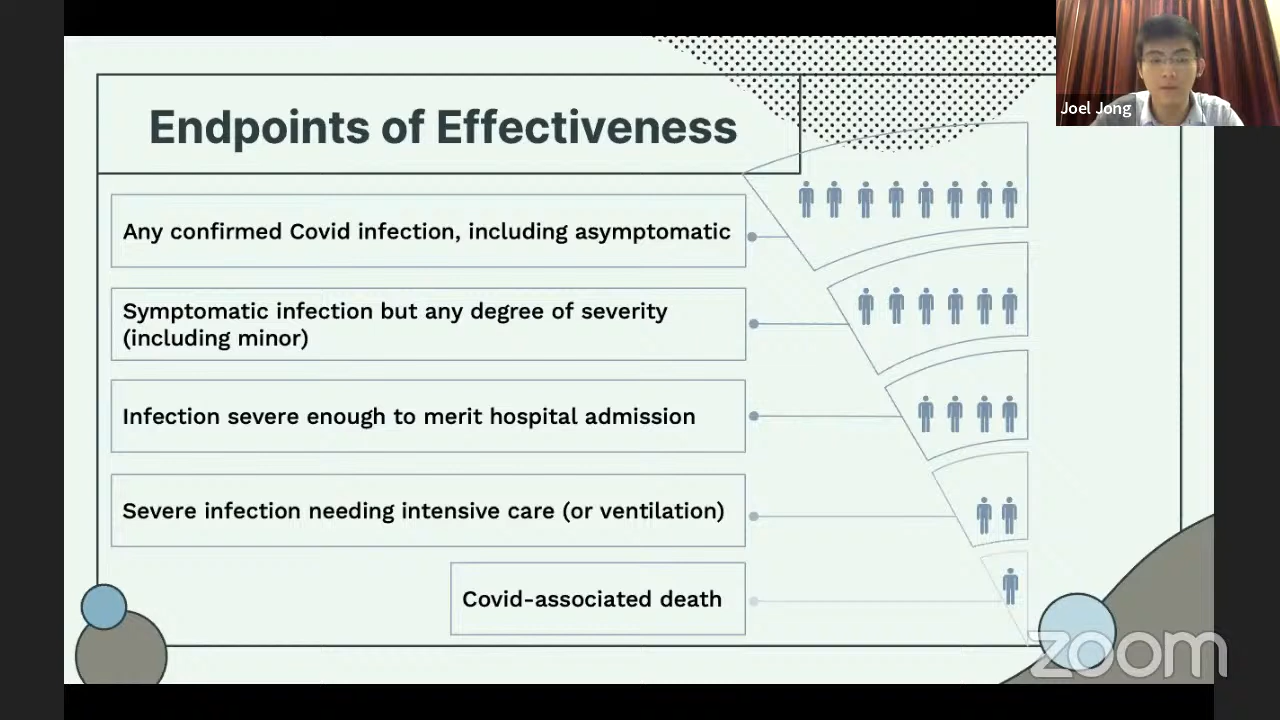 Joel Jong
Endpoints of Effectiveness
Any confirmed Covid infection, including asymptomatic
Symptomatic infection but any degree of severity
(including minor)
Infection severe enough to merit hospital admission
Severe infection needing intensive care (or ventilation)
Covid-associated death
zoom